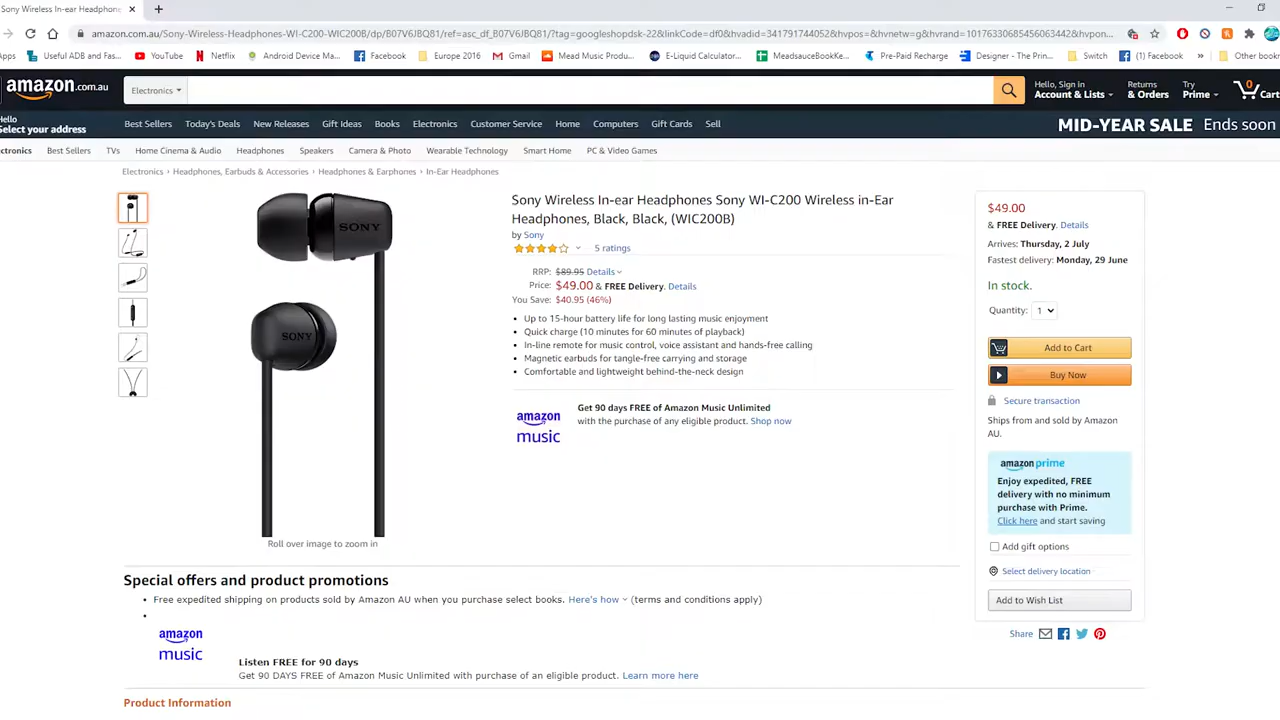 Sony Wireless In-ear Headphones
amazon.com.au/Sony-Wireless-Headphones-WI-C200-WIC200B/dp/B07V6JBQ81/ref=asc_df_B07V6JBQ81/?tag=googleshopdsk-22&linkCode=df0&hvadid=341791744052&hvpos=&hvnetw=g&hvrand=10176330685456063442&hvpon...
Apps Useful ADB and Fas... YouTube Netflix Android Device Ma... Facebook Europe 2016 Gmail Mead Music Produc... E-Liquid Calculator... MeadsauceBookKee... Pre-Paid Recharge Designer - The Prin... Switch (1) Facebook » Other bookr
amazon.com.au
Electronics
Hello, Sign in
Account & Lists
Returns
& Orders
Try
Prime
0
Cart
Hello
Select your address
Best Sellers Today's Deals New Releases Gift Ideas Books Electronics Customer Service Home Computers Gift Cards Sell
MID-YEAR SALE Ends soon
ctronics Best Sellers TVs Home Cinema & Audio Headphones Speakers Camera & Photo Wearable Technology Smart Home PC & Video Games
Electronics › Headphones, Earbuds & Accessories › Headphones & Earphones › In-Ear Headphones
SONY
SONY
Roll over image to zoom in
Sony Wireless In-ear Headphones Sony WI-C200 Wireless in-Ear
Headphones, Black, Black, (WIC200B)
by Sony
5 ratings
RRP: $89.95 Details
Price: $49.00 & FREE Delivery. Details
You Save: $40.95 (46%)
• Up to 15-hour battery life for long lasting music enjoyment
• Quick charge (10 minutes for 60 minutes of playback)
• In-line remote for music control, voice assistant and hands-free calling
• Magnetic earbuds for tangle-free carrying and storage
• Comfortable and lightweight behind-the-neck design
amazon
music
Get 90 days FREE of Amazon Music Unlimited
with the purchase of any eligible product. Shop now
$49.00
& FREE Delivery. Details
Arrives: Thursday, 2 July
Fastest delivery: Monday, 29 June
In stock.
Quantity: 1
Add to Cart
Buy Now
Secure transaction
Ships from and sold by Amazon
AU.
amazon prime
Enjoy expedited, FREE
delivery with no minimum
purchase with Prime.
Click here and start saving
Add gift options
Select delivery location
Add to Wish List
Share
Special offers and product promotions
• Free expedited shipping on products sold by Amazon AU when you purchase select books. Here's how (terms and conditions apply)
•
amazon
music
Listen FREE for 90 days
Get 90 DAYS FREE of Amazon Music Unlimited with purchase of an eligible product. Learn more here
Product Information